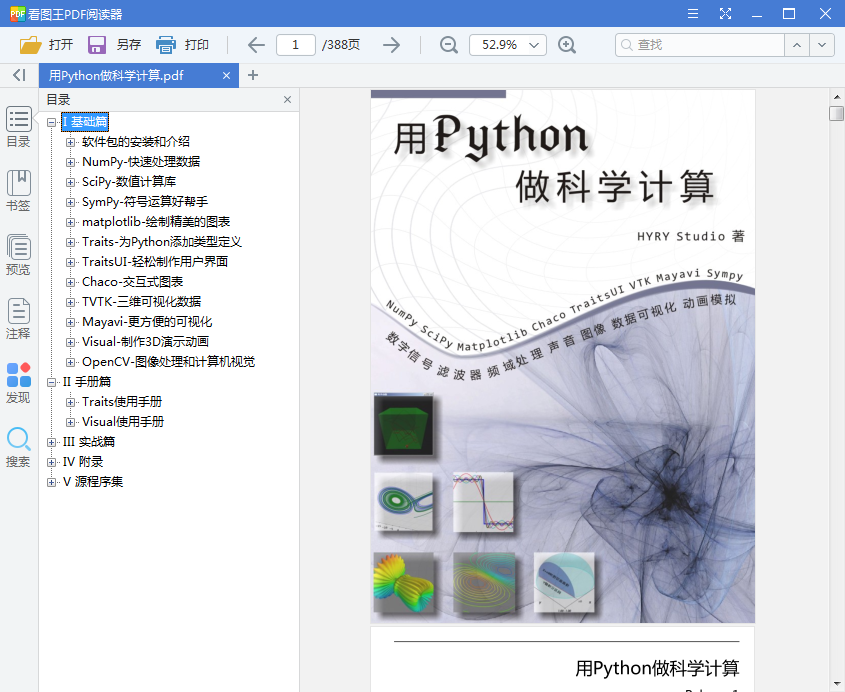 看图王PDF阅读器
打开 另存 打印 1 /388页 52.9% 查找
用Python做科学计算.pdf
目录
目录
书签
预览
注释
发现
搜索
I 基础篇
软件包的安装和介绍
NumPy-快速处理数据
SciPy-数值计算库
SymPy-符号运算好帮手
matplotlib-绘制精美的图表
Traits-为Python添加类型定义
TraitsUI-轻松制作用户界面
Chaco-交互式图表
TVTK-三维可视化数据
Mayavi-更方便的可视化
Visual-制作3D演示动画
OpenCV-图像处理和计算机视觉
II 手册篇
Traits使用手册
Visual使用手册
III 实战篇
IV 附录
V 源程序集
用Python
做科学计算
HYRY Studio 著
NumPy SciPy Matplotlib Chaco TraitsUI VTK Mayavi Sympy
数字信号 滤波器 频域处理 声音 图像 数据可视化 动画模拟
用Python做科学计算